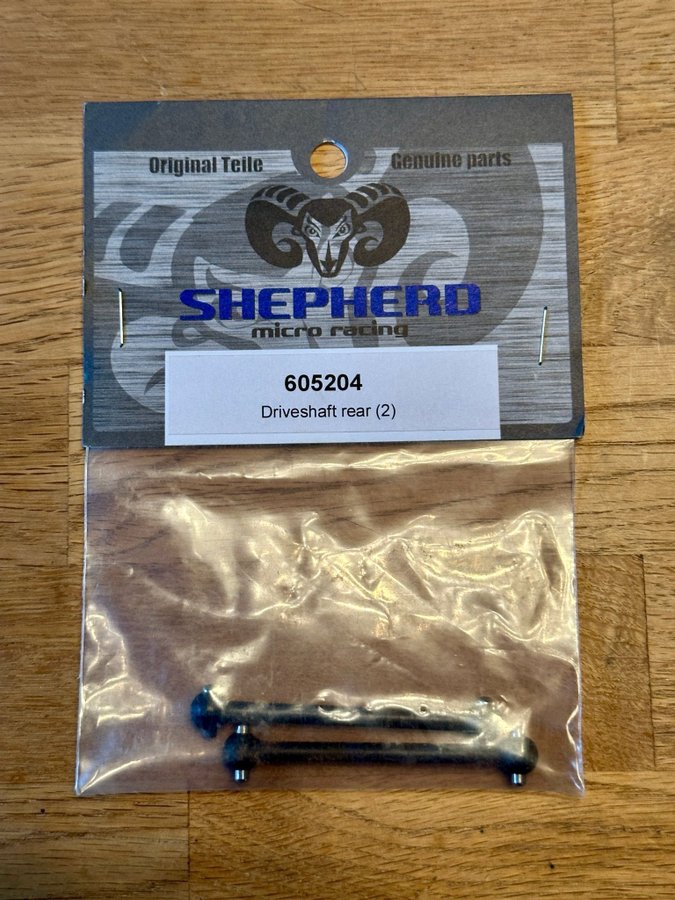 Original Teile
Genuine parts
SHEPHERD
micro racing
605204
Driveshaft rear (2)